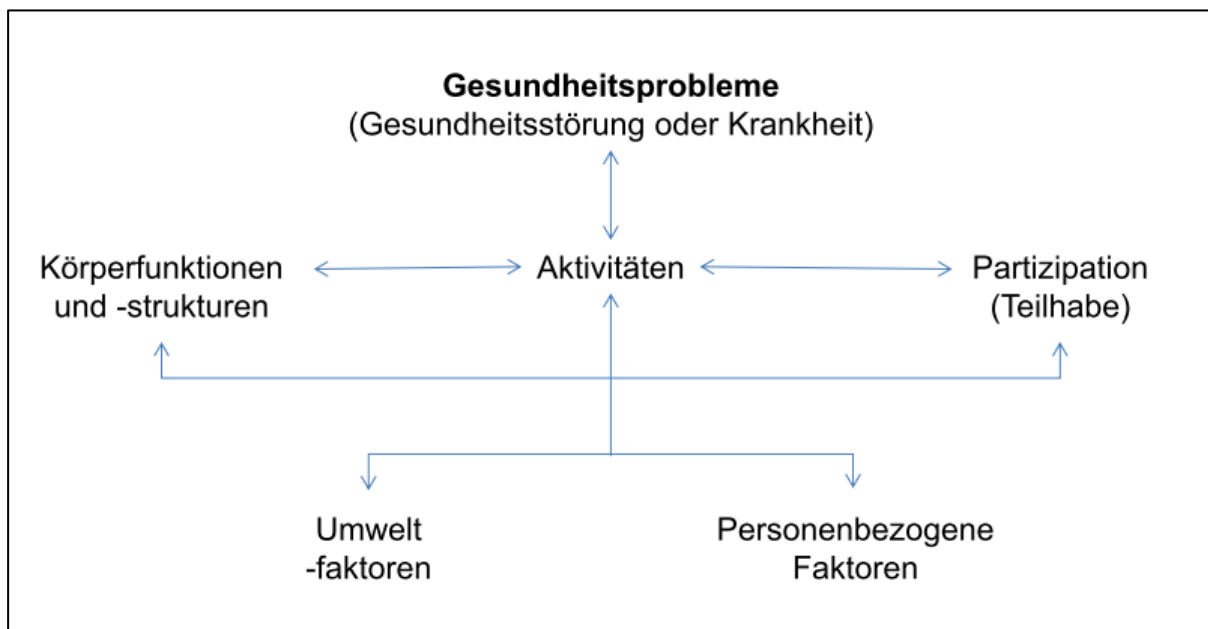 Gesundheitsprobleme
(Gesundheitsstörung oder Krankheit)
Körperfunktionen
und -strukturen
Aktivitäten
Partizipation
(Teilhabe)
Umwelt
-faktoren
Personenbezogene
Faktoren